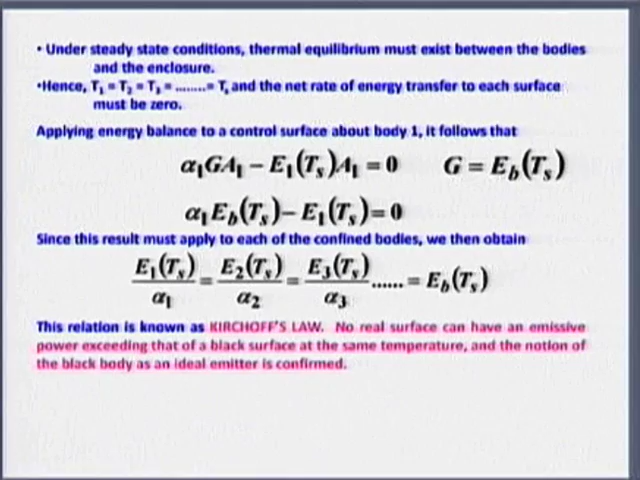 • Under steady state conditions, thermal equilibrium must exist between the bodies
and the enclosure.
•Hence, T₁ = T₂ = T₃ = ........= Tₛ and the net rate of energy transfer to each surface
must be zero.
Applying energy balance to a control surface about body 1, it follows that
α₁GA₁ − E₁(Tₛ)A₁ = 0 G = E_b(Tₛ)
α₁E_b(Tₛ) − E₁(Tₛ) = 0
Since this result must apply to each of the confined bodies, we then obtain
E₁(Tₛ)/α₁ = E₂(Tₛ)/α₂ = E₃(Tₛ)/α₃ ...... = E_b(Tₛ)
This relation is known as KIRCHOFF'S LAW. No real surface can have an emissive
power exceeding that of a black surface at the same temperature, and the notion of
the black body as an ideal emitter is confirmed.